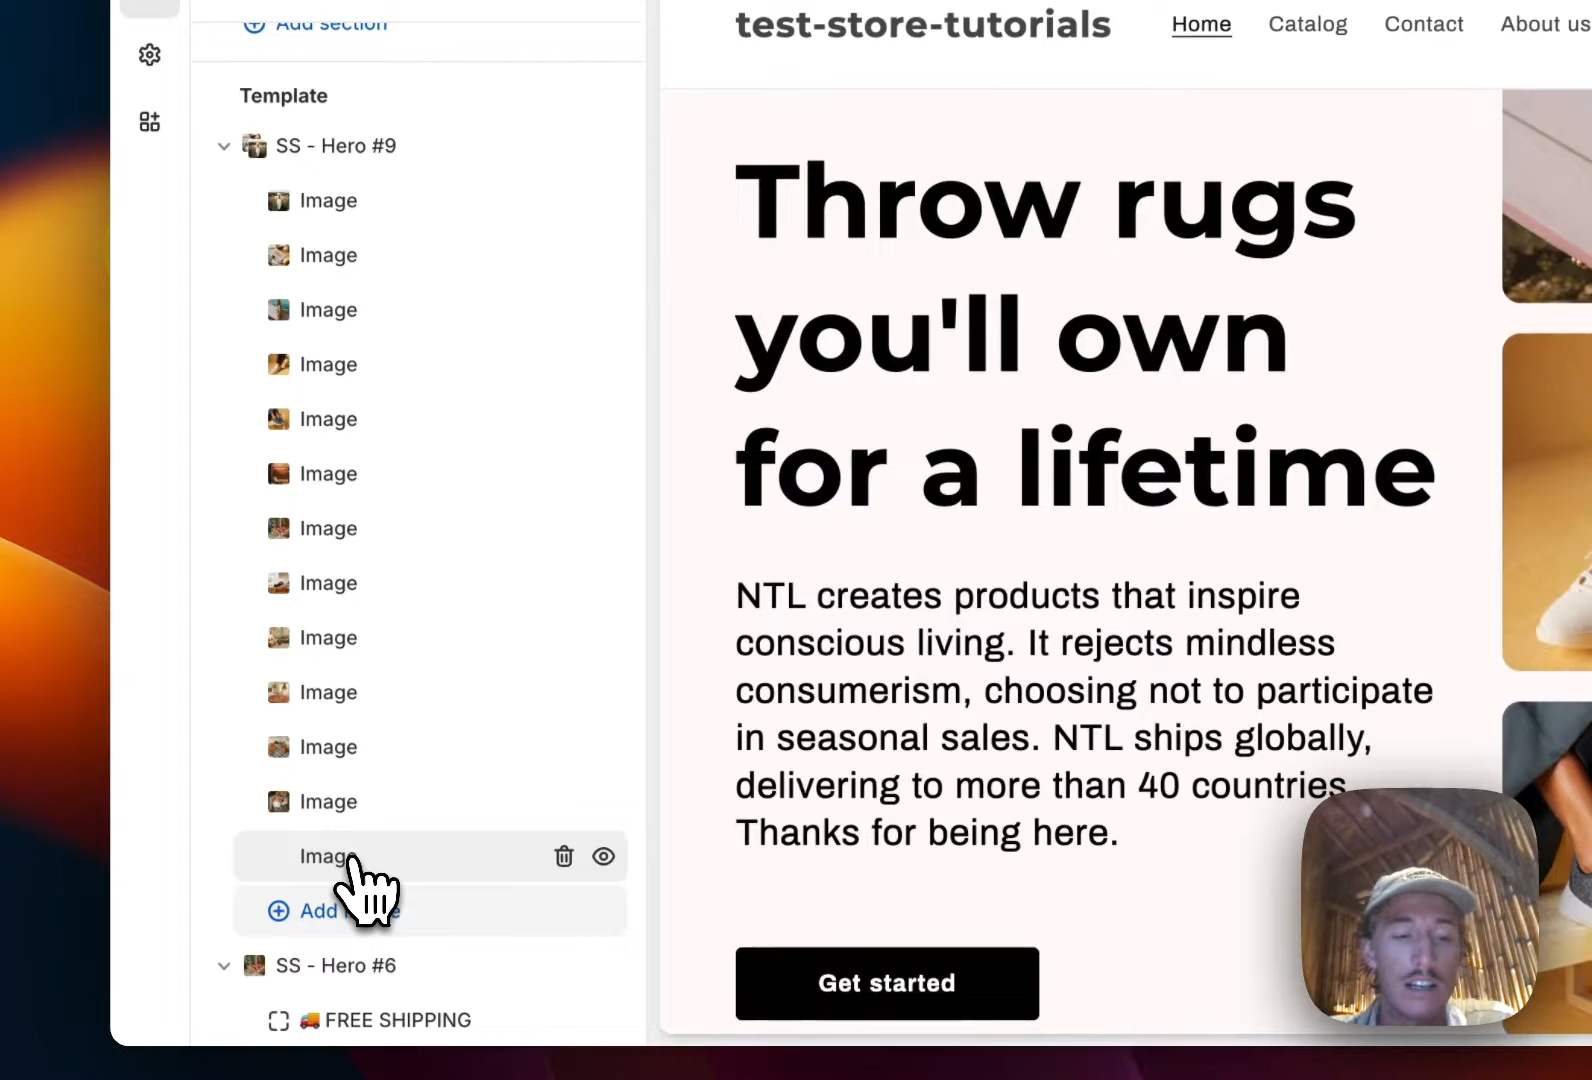 Add section
test-store-tutorials
Home
Catalog
Contact
About us
Template
SS - Hero #9
Image
Image
Image
Image
Image
Image
Image
Image
Image
Image
Image
Image
Image
Add
SS - Hero #6
🚚 FREE SHIPPING
Throw rugs
you'll own
for a lifetime
NTL creates products that inspire
conscious living. It rejects mindless
consumerism, choosing not to participate
in seasonal sales. NTL ships globally,
delivering to more than 40 countries
Thanks for being here.
Get started